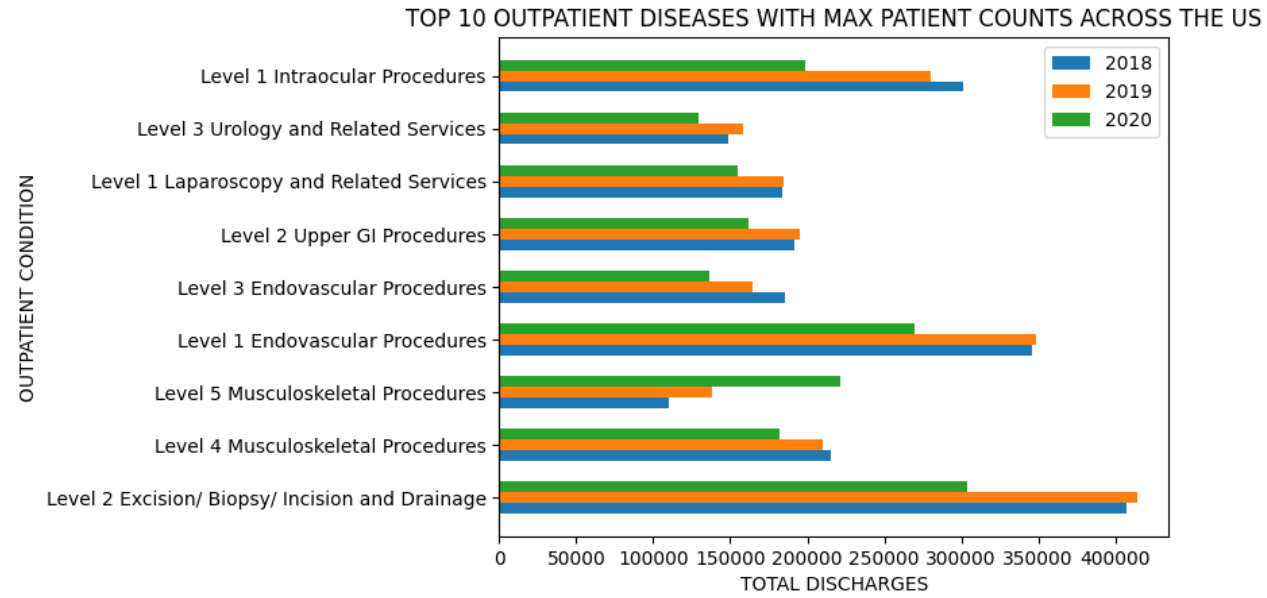 TOP 10 OUTPATIENT DISEASES WITH MAX PATIENT COUNTS ACROSS THE US
2018
2019
2020
OUTPATIENT CONDITION
Level 1 Intraocular Procedures
Level 3 Urology and Related Services
Level 1 Laparoscopy and Related Services
Level 2 Upper GI Procedures
Level 3 Endovascular Procedures
Level 1 Endovascular Procedures
Level 5 Musculoskeletal Procedures
Level 4 Musculoskeletal Procedures
Level 2 Excision/ Biopsy/ Incision and Drainage
0 50000 100000 150000 200000 250000 300000 350000 400000
TOTAL DISCHARGES